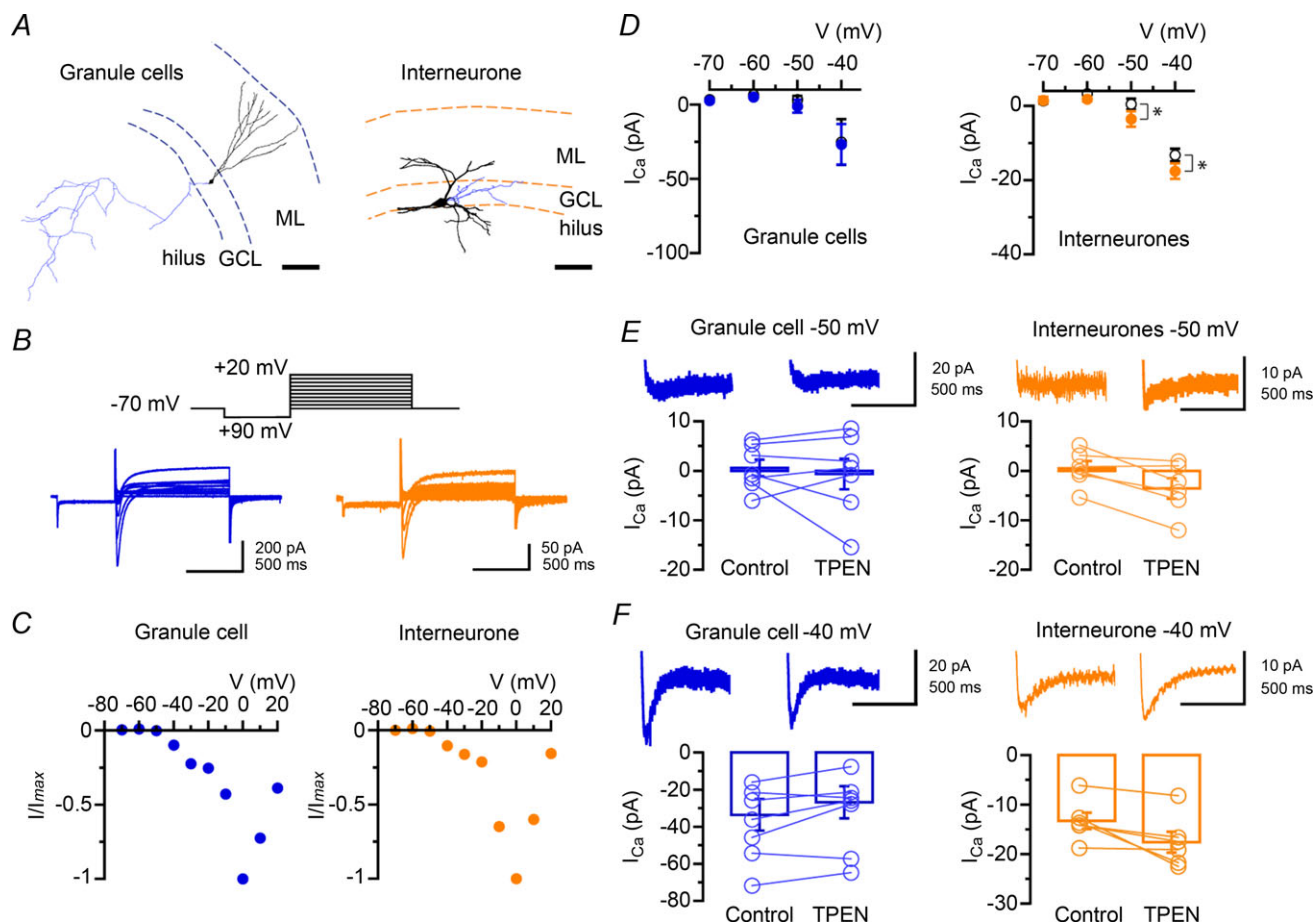 A
Granule cells
Interneurone
ML
GCL
hilus
ML
hilus
GCL
B
+20 mV
-70 mV
+90 mV
200 pA
500 ms
50 pA
500 ms
C
Granule cell
Interneurone
V (mV)
-80 -60 -40 -20 0 20
0
-0.5
-1
I/Imax
V (mV)
-80 -60 -40 -20 0 20
0
-0.5
-1
I/Imax
D
V (mV)
-70 -60 -50 -40
0
-50
-100
ICa (pA)
Granule cells
V (mV)
-70 -60 -50 -40
0
-20
-40
ICa (pA)
*
*
Interneurones
E
Granule cell -50 mV
20 pA
500 ms
10
0
-10
-20
ICa (pA)
Control TPEN
Interneurones -50 mV
10 pA
500 ms
10
0
-10
-20
ICa (pA)
Control TPEN
F
Granule cell -40 mV
20 pA
500 ms
0
-20
-40
-60
-80
ICa (pA)
Control TPEN
Interneurone -40 mV
10 pA
500 ms
0
-10
-20
-30
ICa (pA)
Control TPEN